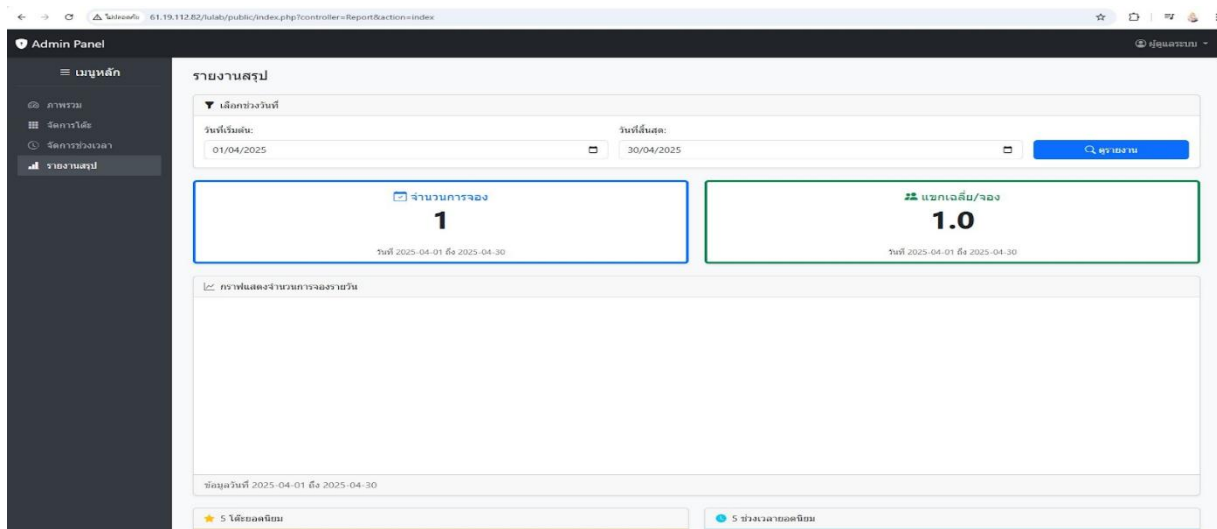 ไม่ปลอดภัย 61.19.112.82/lulab/public/index.php?controller=Report&action=index
Admin Panel
ผู้ดูแลระบบ
เมนูหลัก
ภาพรวม
จัดการโต๊ะ
จัดการช่วงเวลา
รายงานสรุป
รายงานสรุป
เลือกช่วงวันที่
วันที่เริ่มต้น: วันที่สิ้นสุด:
01/04/2025 30/04/2025 ดูรายงาน
จำนวนการจอง
1
วันที่ 2025-04-01 ถึง 2025-04-30
แขกเฉลี่ย/จอง
1.0
วันที่ 2025-04-01 ถึง 2025-04-30
กราฟแสดงจำนวนการจองรายวัน
ข้อมูลวันที่ 2025-04-01 ถึง 2025-04-30
5 โต๊ะยอดนิยม
5 ช่วงเวลายอดนิยม